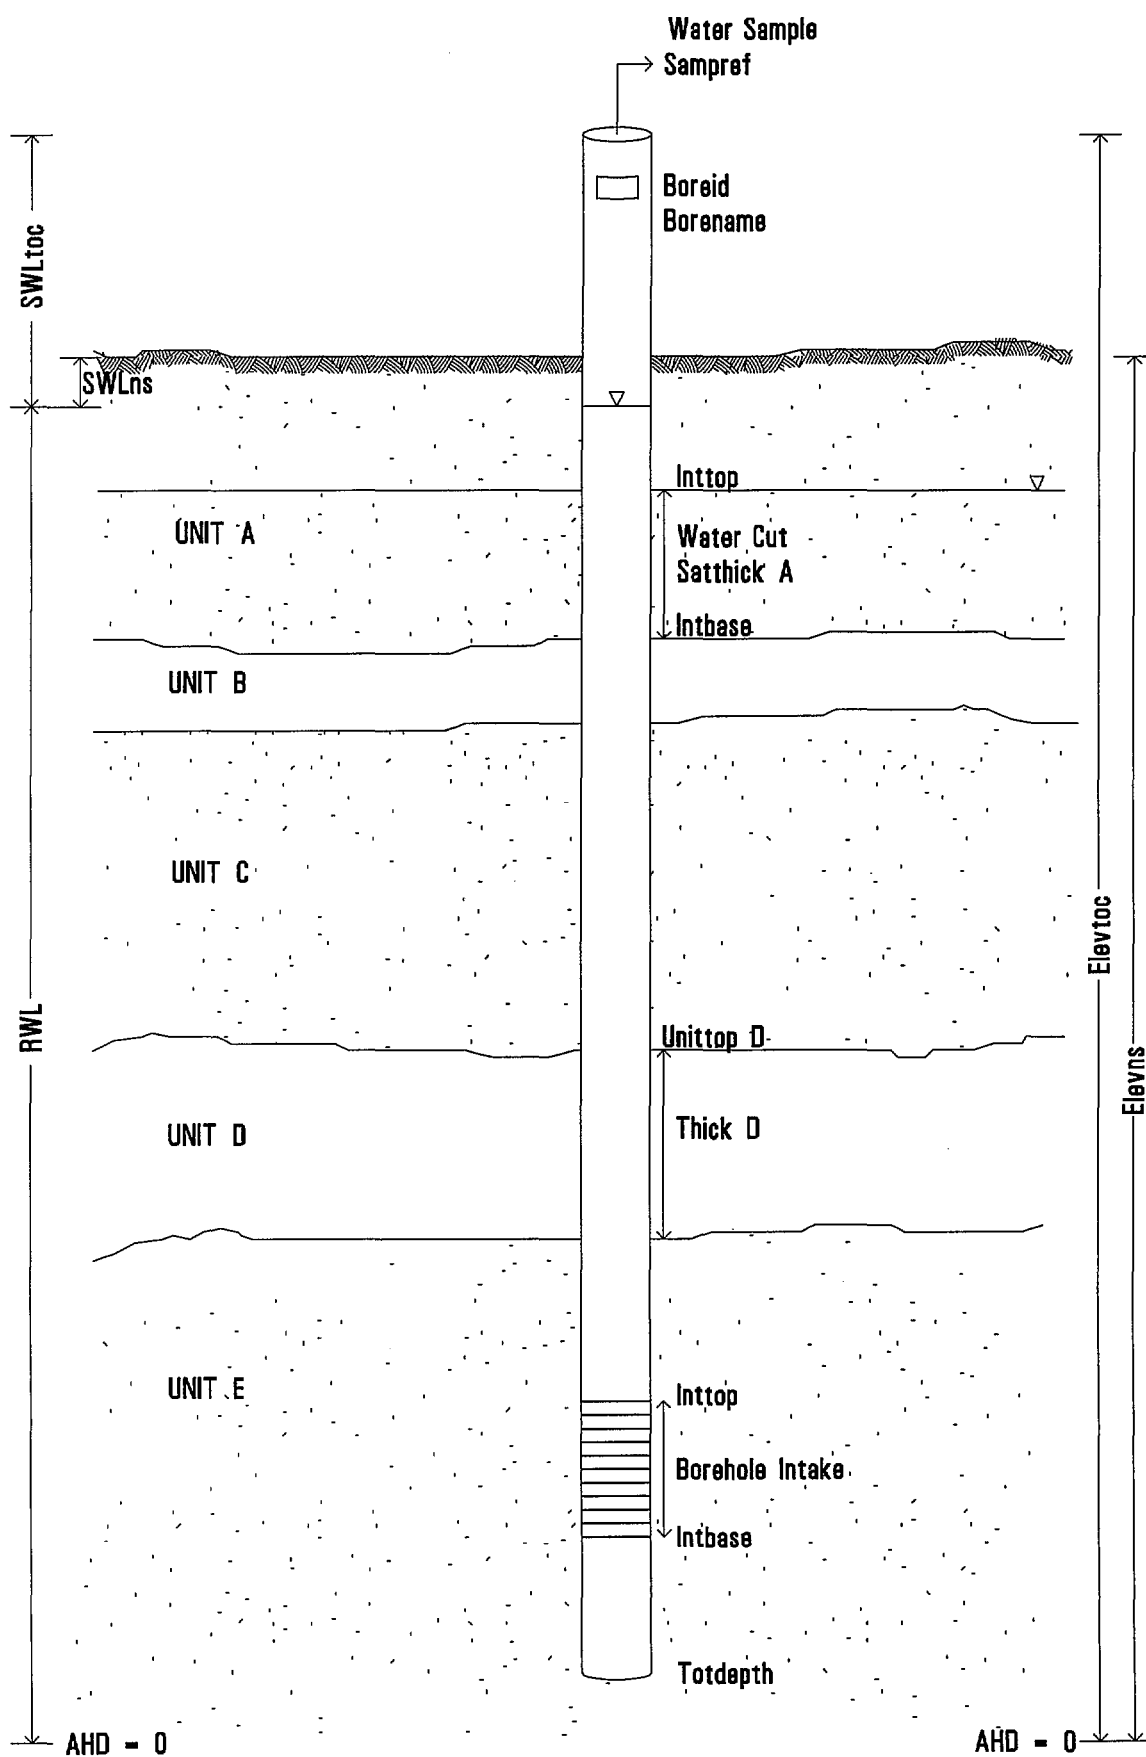 Water Sample
Sampref
Boreid
Borename
SWLtoc
SWLns
Inttop
UNIT A
Water Cut
Satthick A
Intbase
UNIT B
UNIT C
Elevtoc
RWL
Unittop D
Elevns
UNIT D
Thick D
UNIT E
Inttop
Borehole Intake
Intbase
Totdepth
AHD = 0
AHD = 0